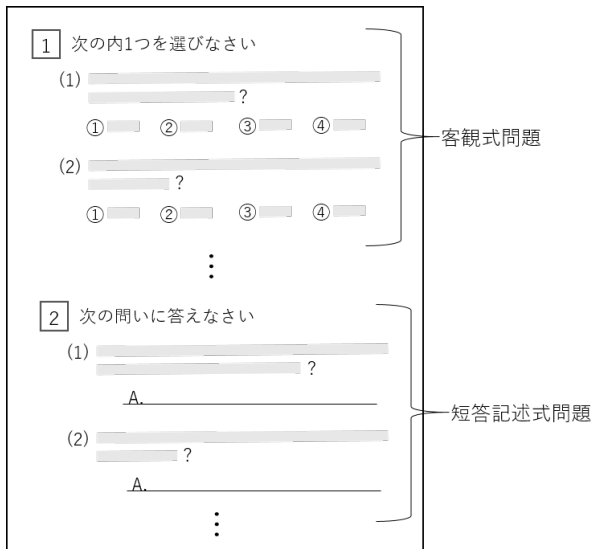 1 次の内1つを選びなさい
(1)
?
① ② ③ ④
客観式問題
(2)
?
① ② ③ ④
2 次の問いに答えなさい
(1)
?
A.
短答記述式問題
(2)
?
A.